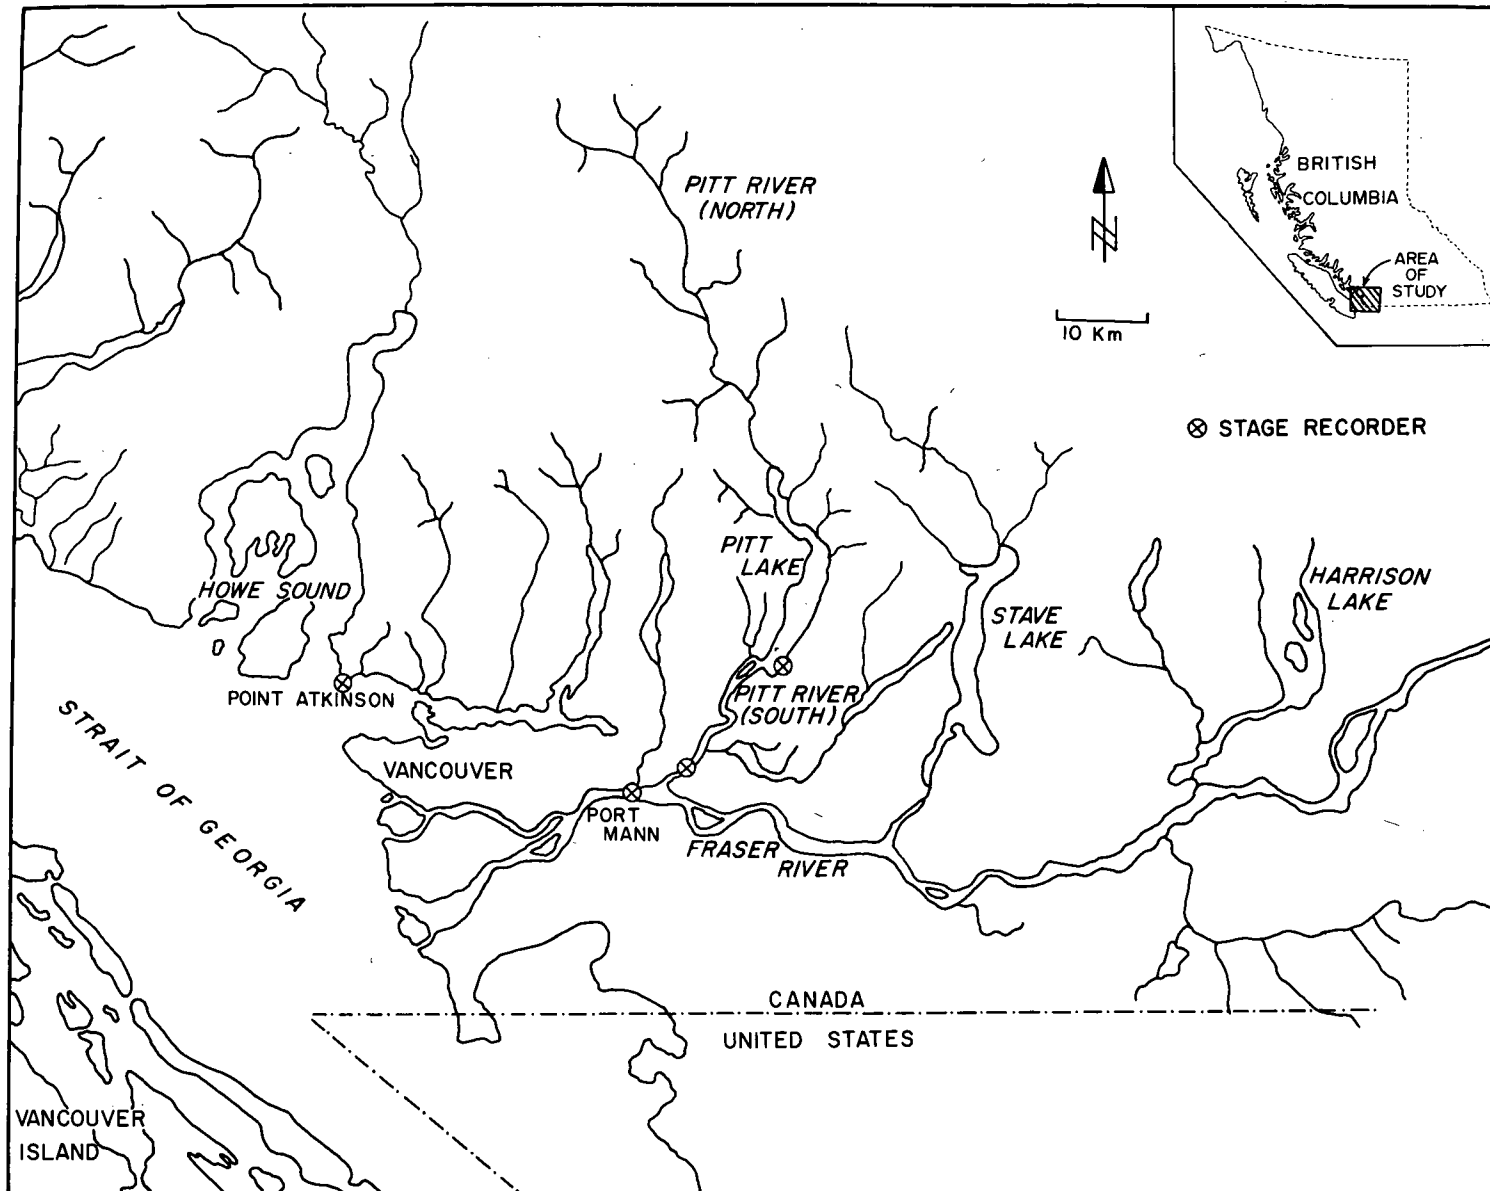 BRITISH
COLUMBIA
AREA
OF
STUDY
PITT RIVER
(NORTH)
N
10 Km
STAGE RECORDER
PITT
LAKE
HOWE SOUND
HARRISON
LAKE
STAVE
LAKE
POINT ATKINSON
PITT RIVER
(SOUTH)
STRAIT OF GEORGIA
VANCOUVER
PORT
MANN
FRASER
RIVER
CANADA
UNITED STATES
VANCOUVER
ISLAND